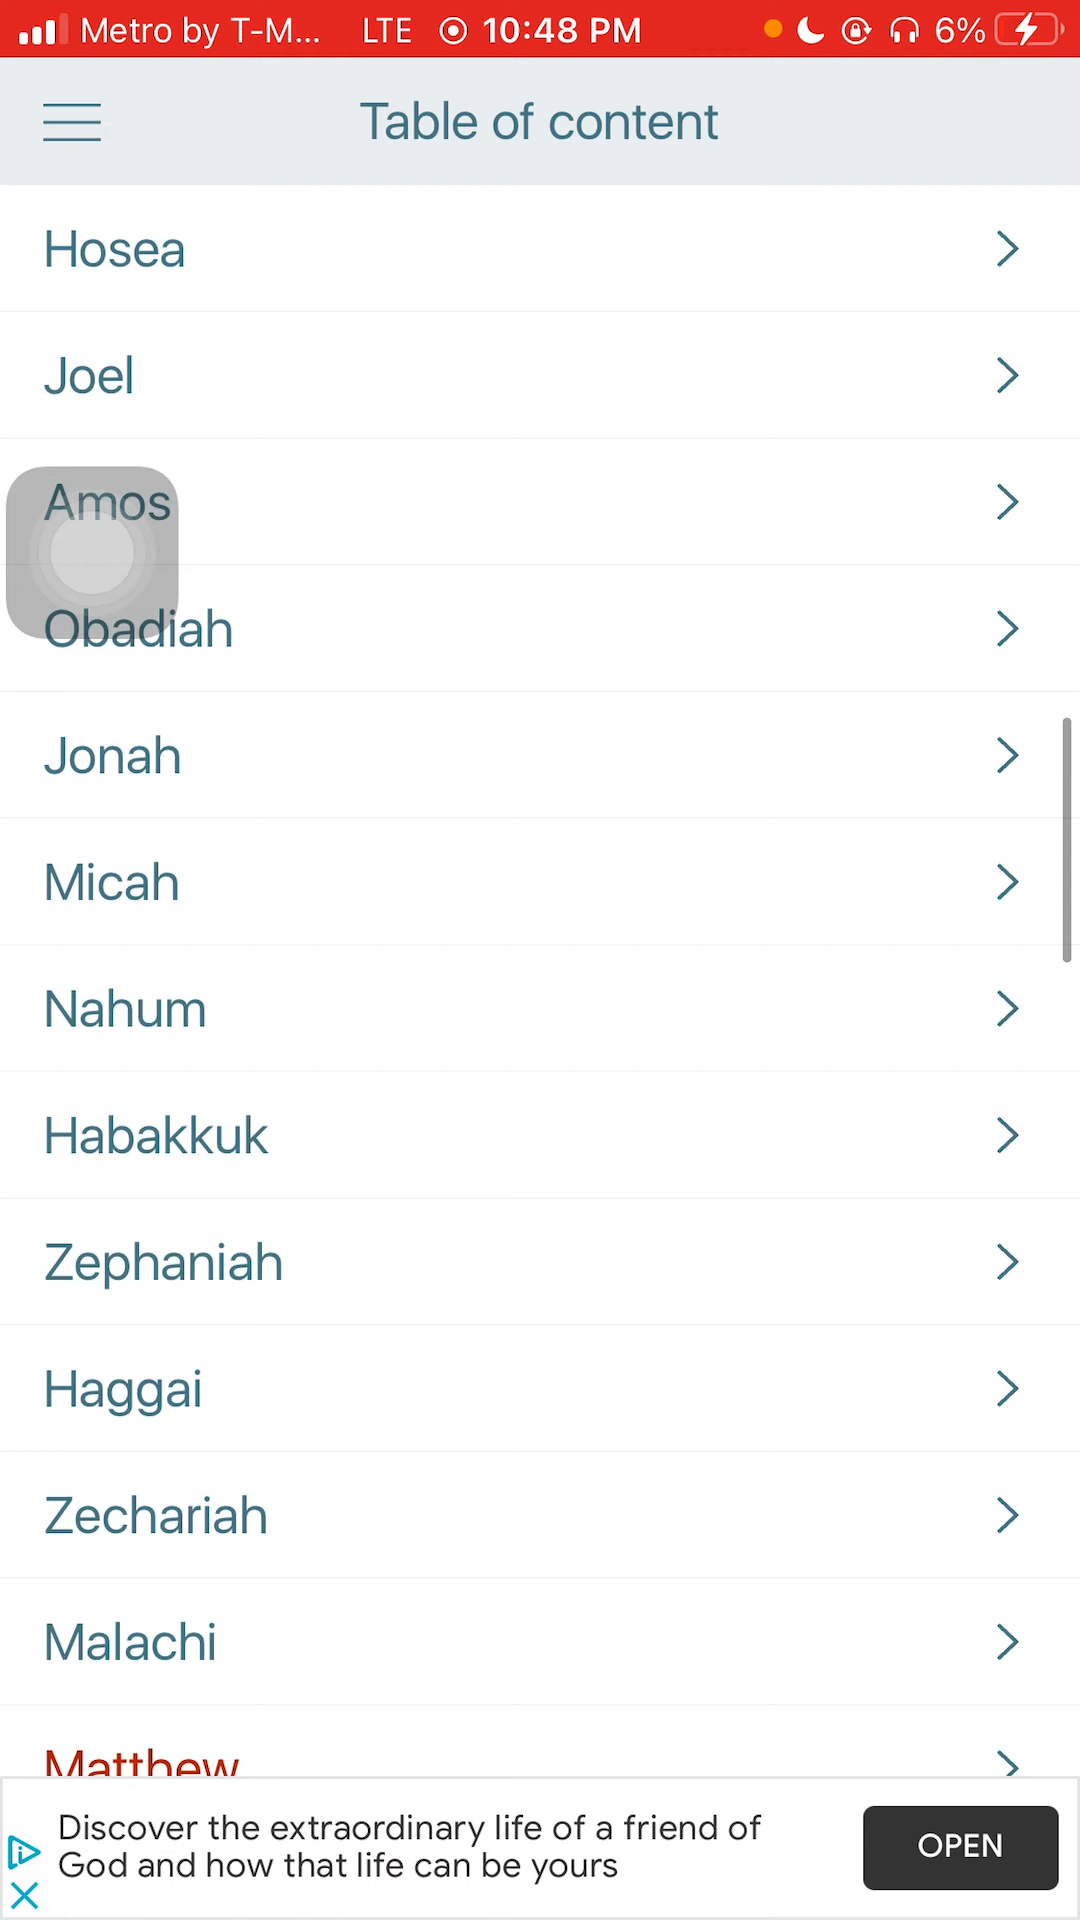 Metro by T-M... LTE 10:48 PM 6%
Table of content
Hosea
Joel
Amos
Obadiah
Jonah
Micah
Nahum
Habakkuk
Zephaniah
Haggai
Zechariah
Malachi
Matthew
Discover the extraordinary life of a friend of
God and how that life can be yours
OPEN